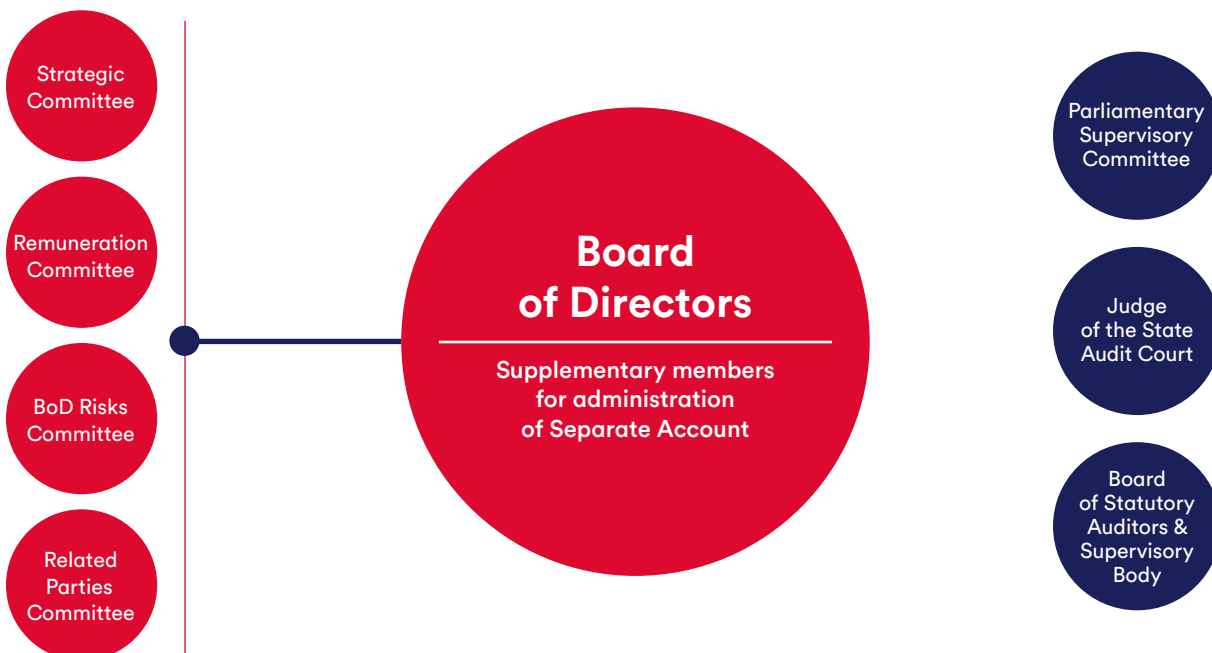 Strategic
Committee
Remuneration
Committee
BoD Risks
Committee
Related
Parties
Committee
Board
of Directors
Supplementary members
for administration
of Separate Account
Parliamentary
Supervisory
Committee
Judge
of the State
Audit Court
Board
of Statutory
Auditors &
Supervisory
Body